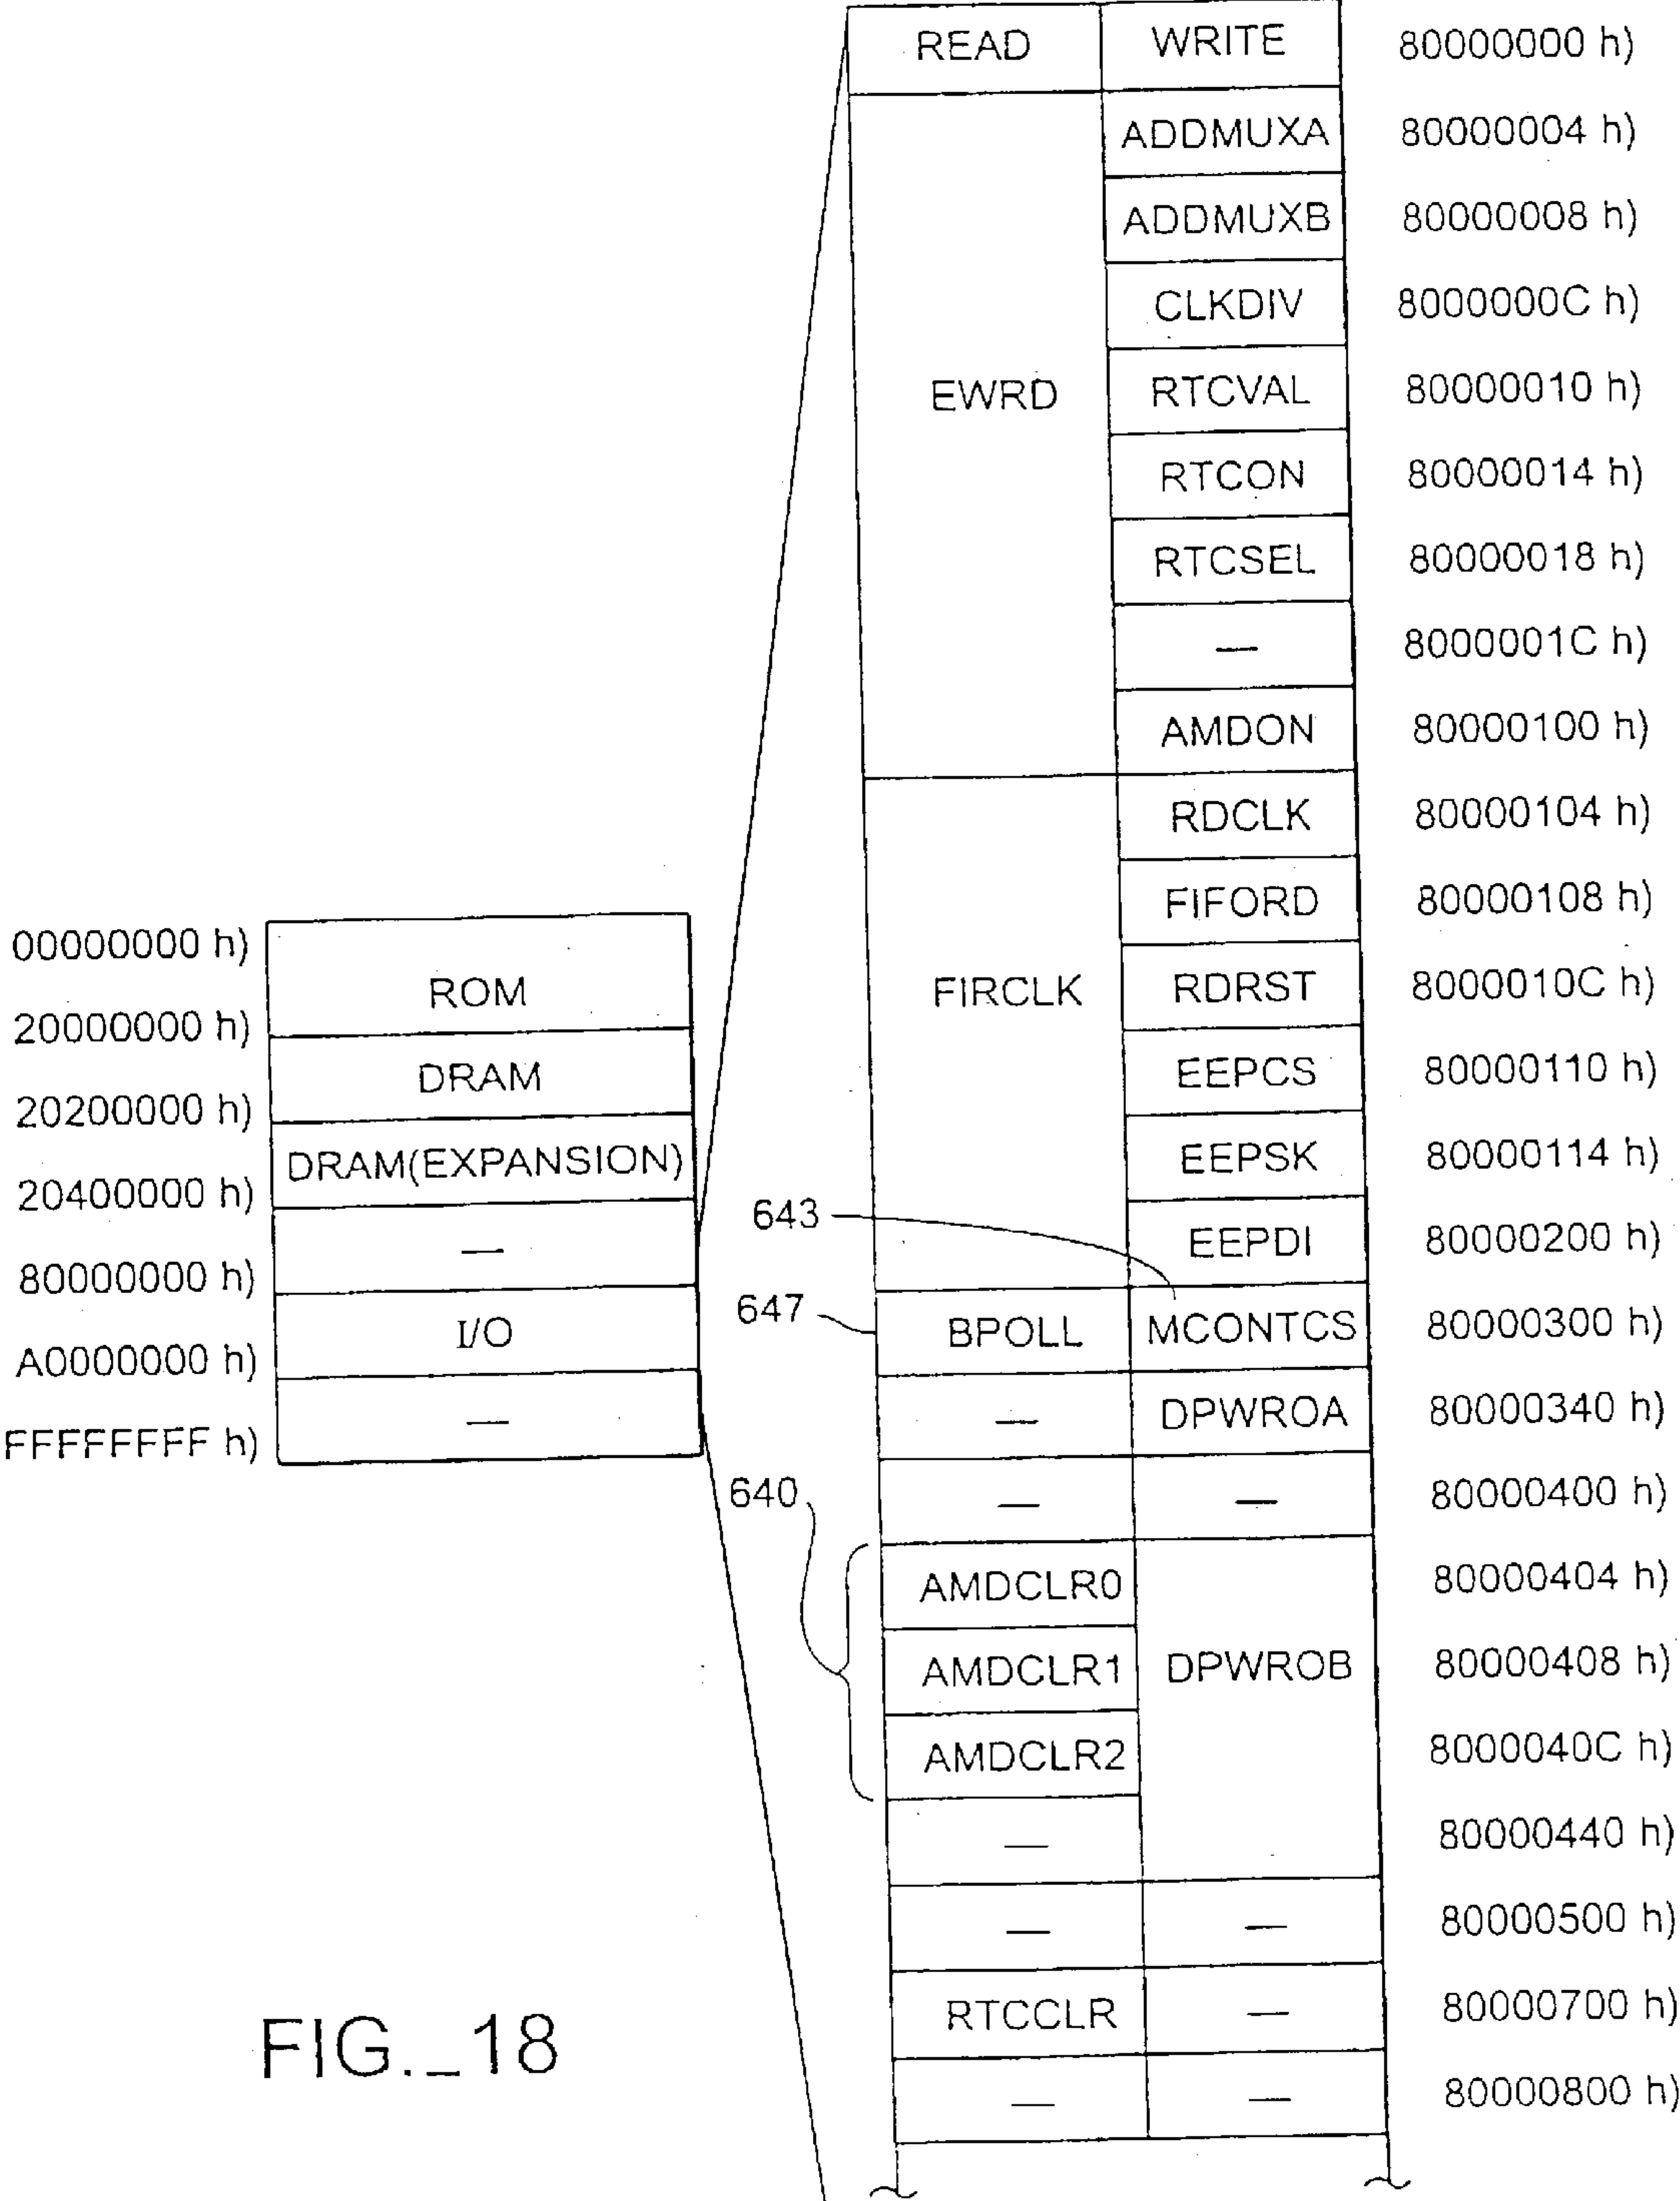 READ WRITE 80000000 h)
ADDMUXA 80000004 h)
ADDMUXB 80000008 h)
CLKDIV 8000000C h)
EWRD RTCVAL 80000010 h)
RTCON 80000014 h)
RTCSEL 80000018 h)
— 8000001C h)
AMDON 80000100 h)
RDCLK 80000104 h)
FIFORD 80000108 h)
FIRCLK RDRST 8000010C h)
EEPCS 80000110 h)
EEPSK 80000114 h)
643 EEPDI 80000200 h)
647 BPOLL MCONTCS 80000300 h)
— DPWROA 80000340 h)
640 — — 80000400 h)
AMDCLR0 80000404 h)
AMDCLR1 DPWROB 80000408 h)
AMDCLR2 8000040C h)
— 80000440 h)
— — 80000500 h)
RTCCLR — 80000700 h)
— — 80000800 h)
00000000 h)
ROM
20000000 h)
DRAM
20200000 h)
DRAM(EXPANSION)
20400000 h)
—
80000000 h)
I/O
A0000000 h)
—
FFFFFFFF h)
FIG._18